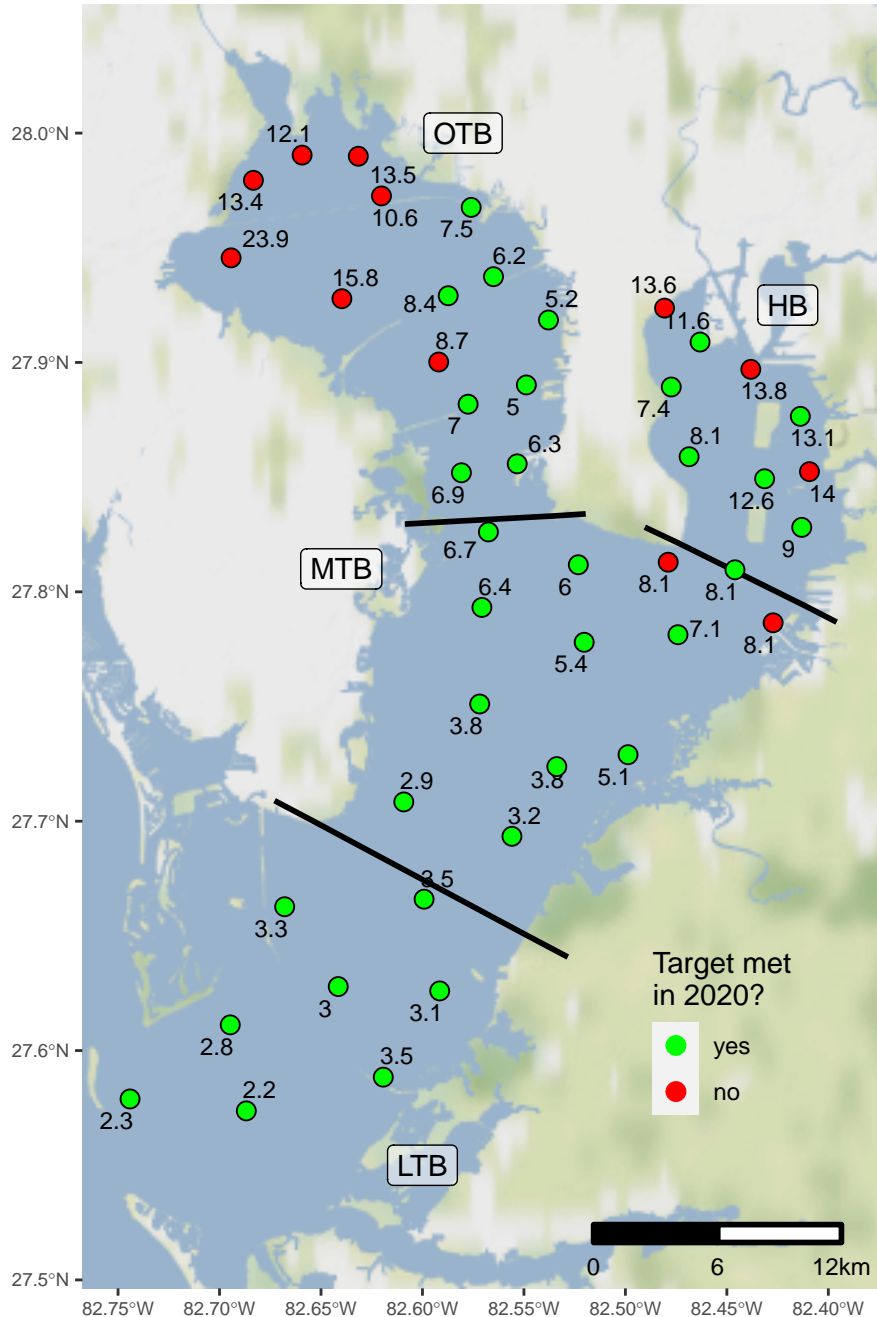 28.0°N
27.9°N
27.8°N
27.7°N
27.6°N
27.5°N
OTB
12.1
13.5
13.4
10.6
7.5
23.9
6.2
15.8
8.4
5.2
8.7
5
7
6.3
6.9
HB
13.6
11.6
13.8
7.4
13.1
8.1
14
12.6
9
MTB
6.7
6
8.1
8.1
6.4
7.1
8.1
5.4
3.8
3.8
5.1
2.9
3.2
3.5
3.3
3
3.1
2.8
3.5
2.3
2.2
LTB
Target met
in 2020?
yes
no
0 6 12km
82.75°W 82.70°W 82.65°W 82.60°W 82.55°W 82.50°W 82.45°W 82.40°W